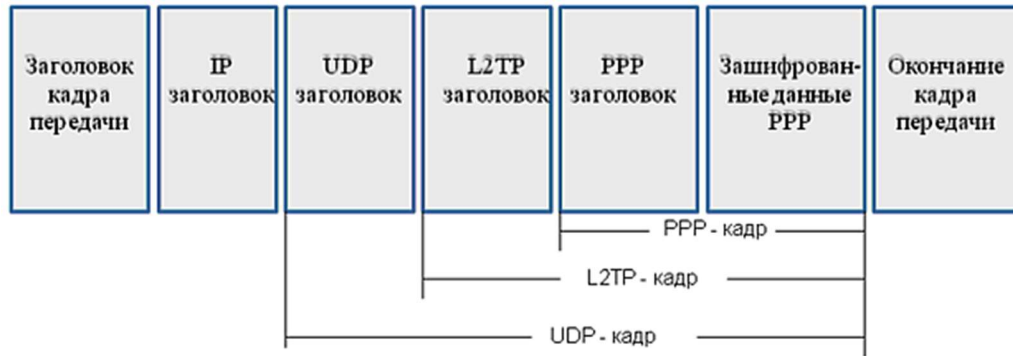 Заголовок
кадра
передачи
IP
заголовок
UDP
заголовок
L2TP
заголовок
PPP
заголовок
Зашифрован-
ные данные
PPP
Окончание
кадра
передачи
PPP - кадр
L2TP - кадр
UDP - кадр